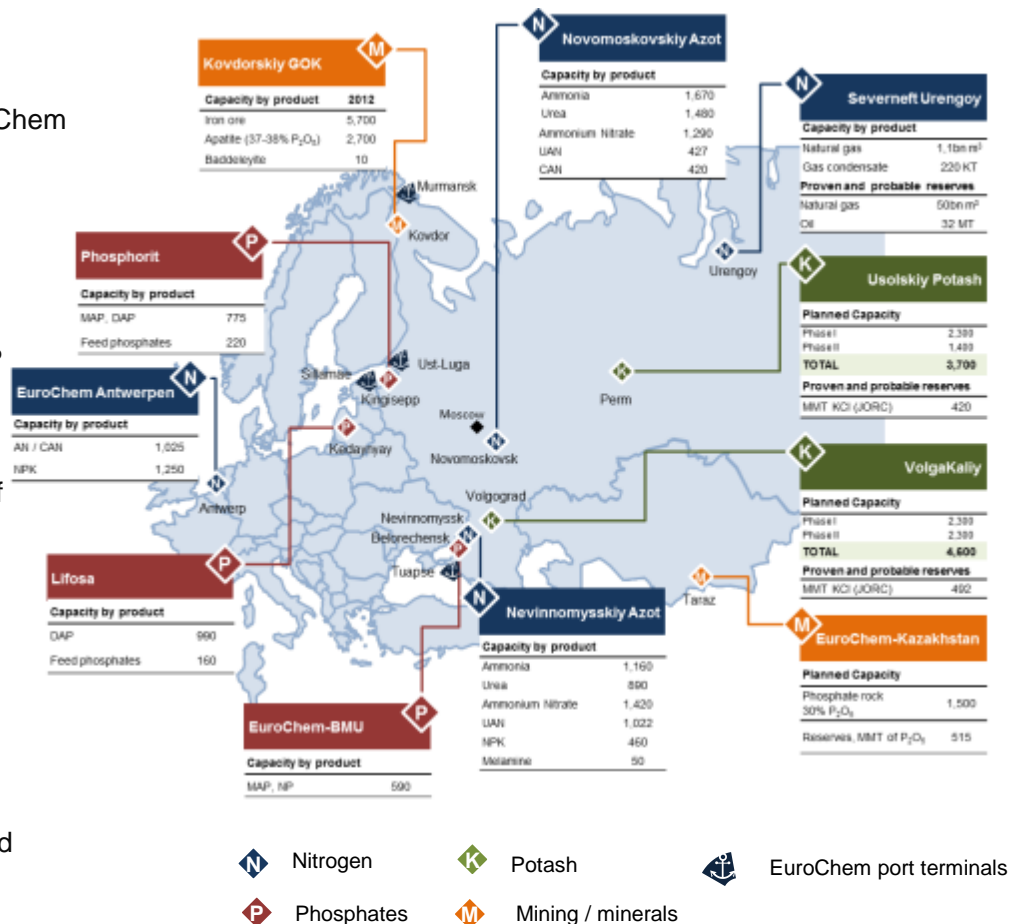 Chem
f
d
Kovdorskiy GOK
Capacity by product 2012
Iron ore 5,700
Apatite (37-38% P₂O₅) 2,700
Baddeleyite 10
Novomoskovskiy Azot
Capacity by product
Ammonia 1,670
Urea 1,480
Ammonium Nitrate 1,290
UAN 427
CAN 420
Severneft Urengoy
Capacity by product
Natural gas 1,1bn m³
Gas condensate 220 KT
Proven and probable reserves
Natural gas 50bn m³
Oil 32 MT
Phosphorit
Capacity by product
MAP, DAP 775
Feed phosphates 220
Usolskiy Potash
Planned Capacity
Phase I 2,300
Phase II 1,400
TOTAL 3,700
Proven and probable reserves
MMT KCl (JORC) 420
EuroChem Antwerpen
Capacity by product
AN / CAN 1,025
NPK 1,250
VolgaKaliy
Planned Capacity
Phase I 2,300
Phase II 2,300
TOTAL 4,600
Proven and probable reserves
MMT KCl (JORC) 492
Lifosa
Capacity by product
DAP 990
Feed phosphates 160
Nevinnomysskiy Azot
Capacity by product
Ammonia 1,160
Urea 890
Ammonium Nitrate 1,420
UAN 1,022
NPK 460
Melamine 50
EuroChem-Kazakhstan
Planned Capacity
Phosphate rock
30% P₂O₅ 1,500
Reserves, MMT of P₂O₅ 515
EuroChem-BMU
Capacity by product
MAP, NP 590
Murmansk
M Kovdor
N Urengoy
Ust-Luga
Sillamae
P Kingisepp
K Perm
Moscow
P Kedaynyay
N Novomoskovsk
N Antwerp
Volgograd K
Nevinnomyssk N
Belorechensk P
Tuapse
M Taraz
N Nitrogen
K Potash
EuroChem port terminals
P Phosphates
M Mining / minerals